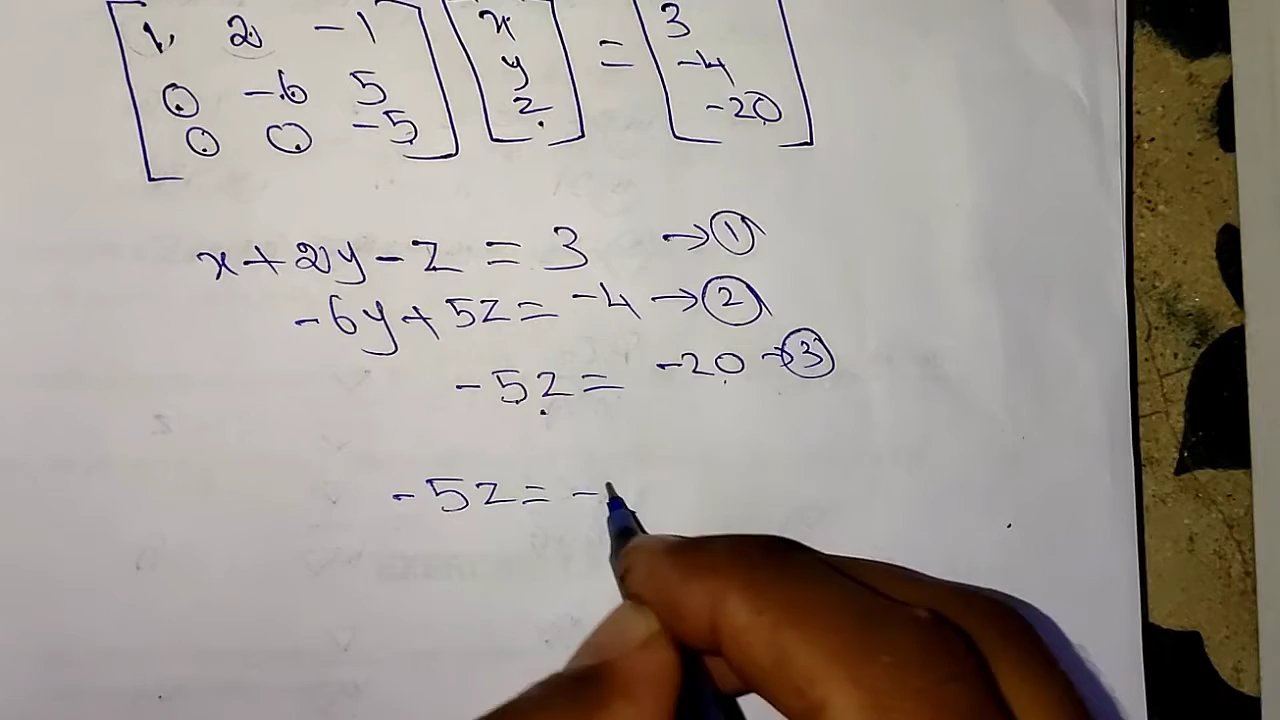 [1 2 -1] [x] = [3]
[0 -6 5] [y] [-4]
[0 0 -5] [z] [-20]
x+2y-z = 3 →①
-6y+5z = -4 →②
-5z = -20 →③
-5z = -